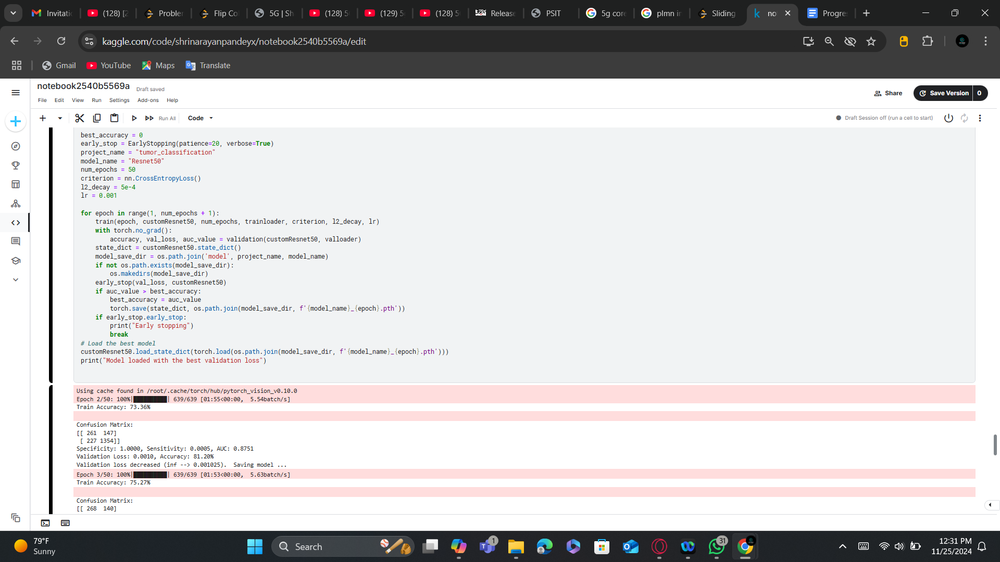 Invitati
(128) [2
Probler
Flip Co
5G | Sh
(128) 5
(129) 5
(128) 5
Release
PSIT
5g core
plmn in
Sliding
no
Progre
kaggle.com/code/shrinarayanpandeyx/notebook2540b5569a/edit
Gmail
YouTube
Maps
Translate
notebook2540b5569a
Draft saved
File Edit View Run Settings Add-ons Help
Share
Save Version 0
Run All
Code
Draft Session off (run a cell to start)
best_accuracy = 0
early_stop = EarlyStopping(patience=20, verbose=True)
project_name = "tumor_classification"
model_name = "Resnet50"
num_epochs = 50
criterion = nn.CrossEntropyLoss()
l2_decay = 5e-4
lr = 0.001
for epoch in range(1, num_epochs + 1):
    train(epoch, customResnet50, num_epochs, trainloader, criterion, l2_decay, lr)
    with torch.no_grad():
        accuracy, val_loss, auc_value = validation(customResnet50, valloader)
    state_dict = customResnet50.state_dict()
    model_save_dir = os.path.join('model', project_name, model_name)
    if not os.path.exists(model_save_dir):
        os.makedirs(model_save_dir)
    early_stop(val_loss, customResnet50)
    if auc_value > best_accuracy:
        best_accuracy = auc_value
        torch.save(state_dict, os.path.join(model_save_dir, f'{model_name}_{epoch}.pth'))
    if early_stop.early_stop:
        print("Early stopping")
        break
# Load the best model
customResnet50.load_state_dict(torch.load(os.path.join(model_save_dir, f'{model_name}_{epoch}.pth')))
print("Model loaded with the best validation loss")
Using cache found in /root/.cache/torch/hub/pytorch_vision_v0.10.0
Epoch 2/50: 100%|██████████| 639/639 [01:55<00:00,  5.54batch/s]
Train Accuracy: 73.36%
Confusion Matrix:
[[ 261  147]
 [ 227 1354]]
Specificity: 1.0000, Sensitivity: 0.0005, AUC: 0.8751
Validation Loss: 0.0010, Accuracy: 81.20%
Validation loss decreased (inf --> 0.001025).  Saving model ...
Epoch 3/50: 100%|██████████| 639/639 [01:53<00:00,  5.63batch/s]
Train Accuracy: 75.27%
Confusion Matrix:
[[ 268  140]
79°F
Sunny
Search
1
31
12:31 PM
11/25/2024